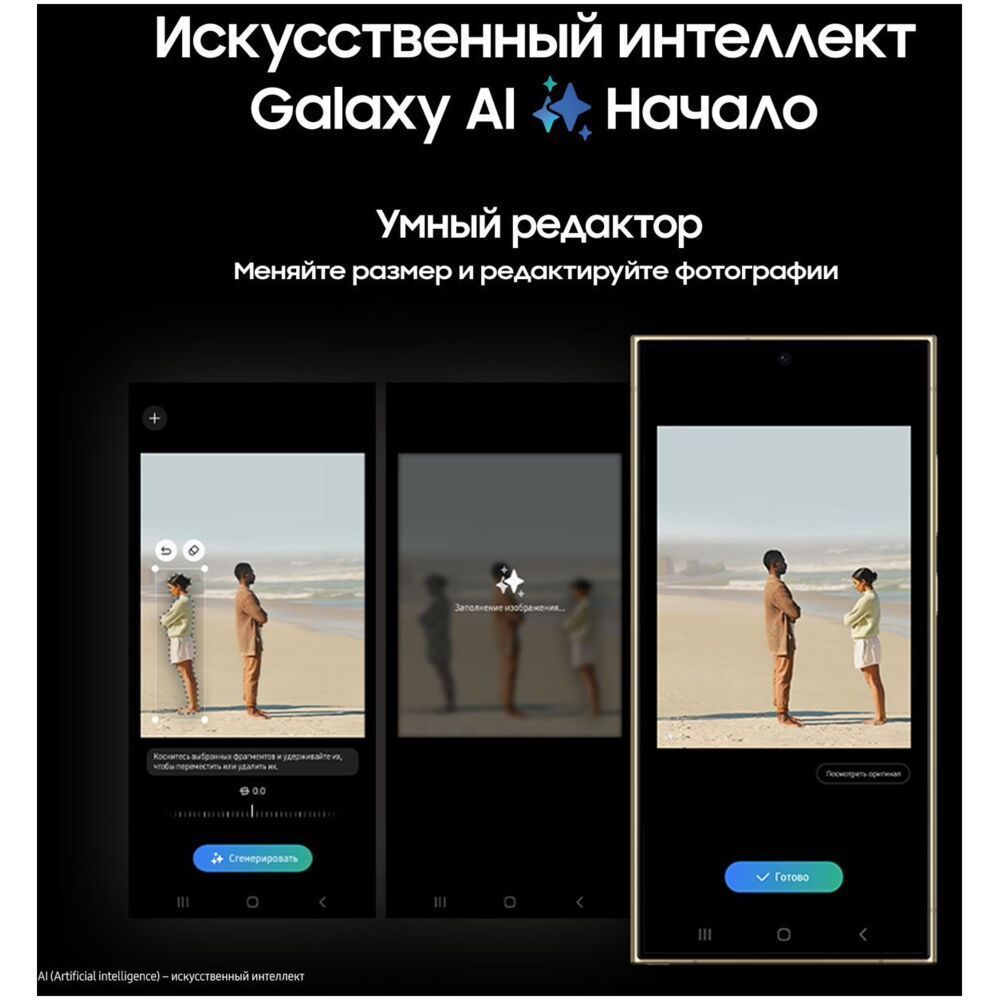 Искусственный интеллект
Galaxy AI Начало
Умный редактор
Меняйте размер и редактируйте фотографии
Коснитесь выбранных фрагментов и удерживайте их,
чтобы переместить или удалить их.
0.0
Сгенерировать
Заполнение изображения...
Посмотреть оригинал
Готово
AI (Artificial intelligence) – искусственный интеллект